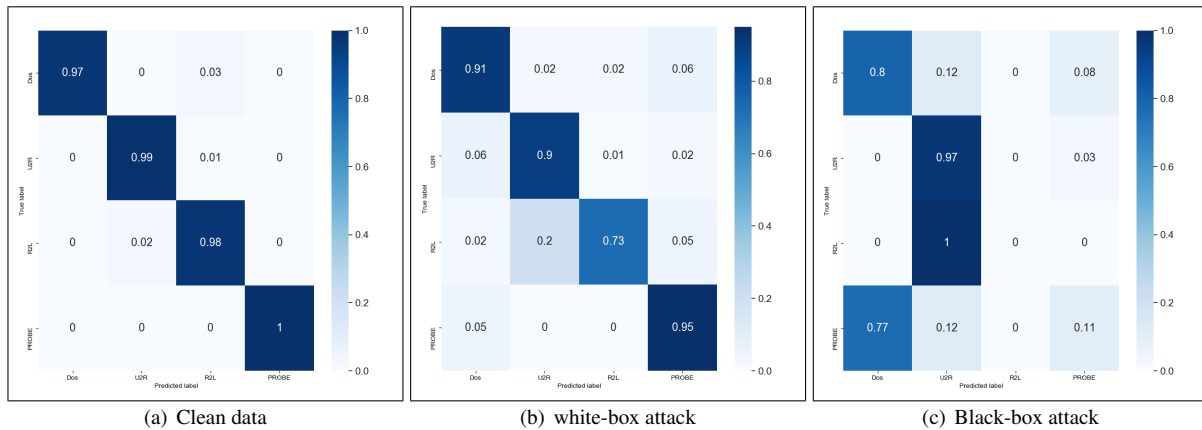 1.0
0.8
0.6
0.4
0.2
0.0
Dos
U2R
R2L
PROBE
True label
0.97 0 0.03 0
0 0.99 0.01 0
0 0.02 0.98 0
0 0 0 1
Dos U2R R2L PROBE
Predicted label
(a) Clean data
0.8
0.6
0.4
0.2
0.0
Dos
U2R
R2L
PROBE
True label
0.91 0.02 0.02 0.06
0.06 0.9 0.01 0.02
0.02 0.2 0.73 0.05
0.05 0 0 0.95
Dos U2R R2L PROBE
Predicted label
(b) white-box attack
1.0
0.8
0.6
0.4
0.2
0.0
Dos
U2R
R2L
PROBE
True label
0.8 0.12 0 0.08
0 0.97 0 0.03
0 1 0 0
0.77 0.12 0 0.11
Dos U2R R2L PROBE
Predicted label
(c) Black-box attack